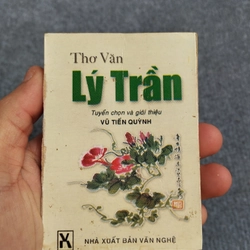 Thơ Văn
Lý Trần
Tuyển chọn và giới thiệu
VŨ TIẾN QUỲNH
NHÀ XUẤT BẢN VĂN NGHỆ